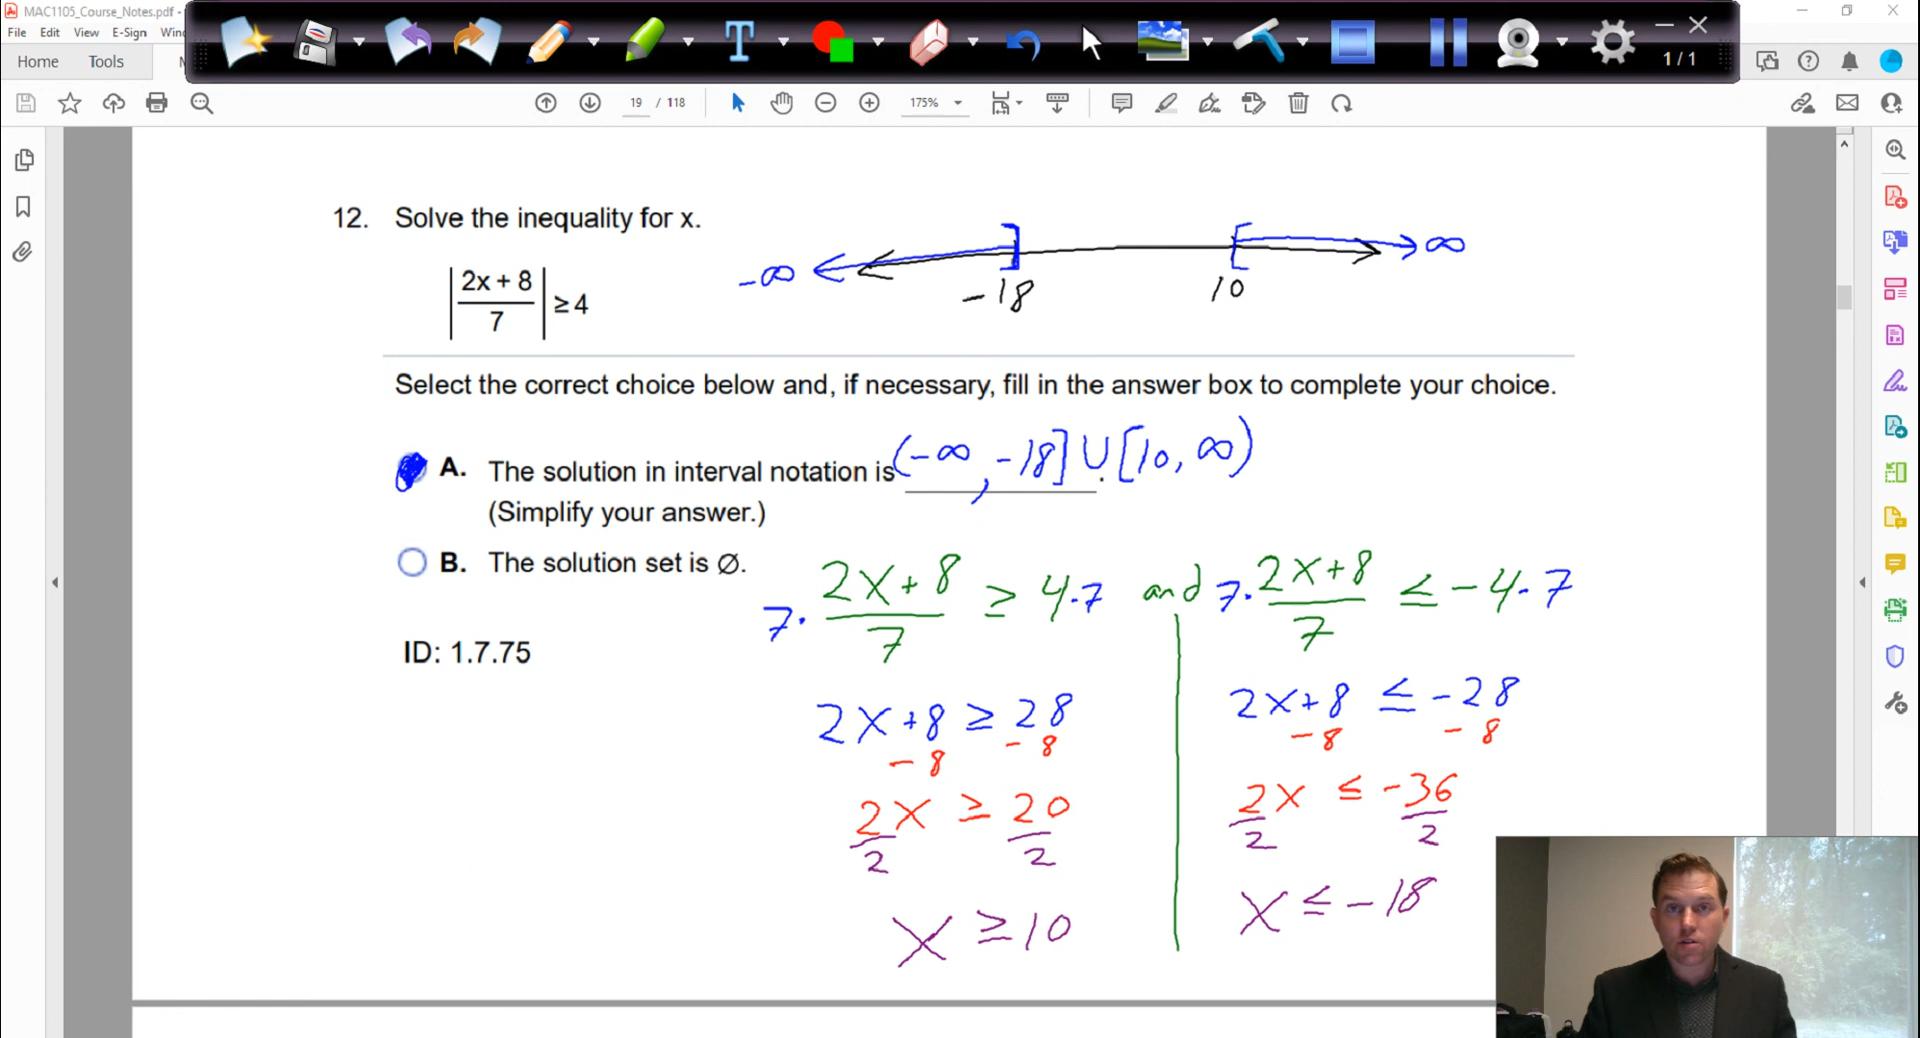 MAC1105_Course_Notes.pdf -
File Edit View E-Sign Win
1 / 1
Home Tools
19 / 118
175%
12. Solve the inequality for x.
-∞ ∞
-18 10
|(2x + 8)/7| ≥ 4
Select the correct choice below and, if necessary, fill in the answer box to complete your choice.
A. The solution in interval notation is (-∞, -18] ∪ [10, ∞) .
(Simplify your answer.)
B. The solution set is Ø.
7 · (2x+8)/7 ≥ 4·7 and 7 · (2x+8)/7 ≤ -4·7
ID: 1.7.75
2x+8 ≥ 28 2x+8 ≤ -28
-8 -8 -8 -8
2x ≥ 20 2x ≤ -36
2 2 2 2
x ≥ 10 x ≤ -18